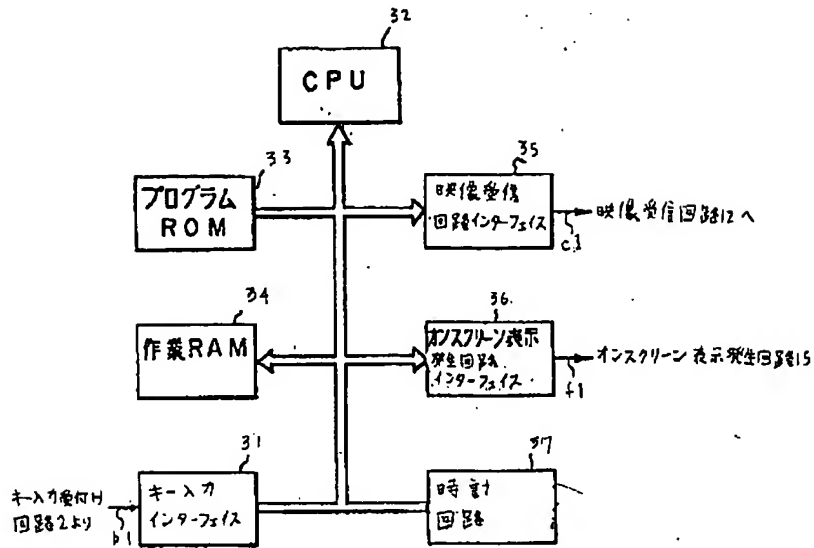 32
CPU
33
プログラム
ROM
35
映像受信
回路インターフェイス
映像受信回路12へ
c1
34
作業RAM
36
オンスクリーン表示
発生回路
インターフェイス
オンスクリーン表示発生回路15
f1
31
キー入力受付け
回路2より
b1
キー入力
インターフェイス
37
時計
回路